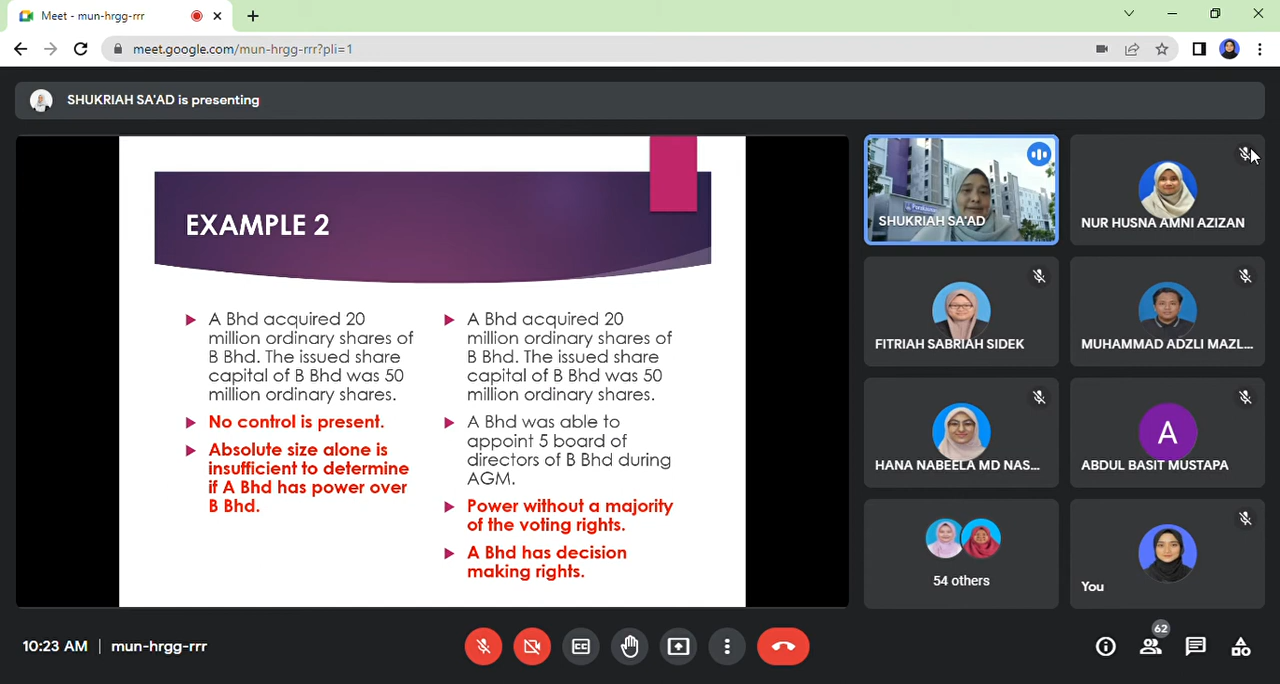 Meet - mun-hrgg-rrr
meet.google.com/mun-hrgg-rrr?pli=1
SHUKRIAH SA'AD is presenting
EXAMPLE 2
A Bhd acquired 20
million ordinary shares of
B Bhd. The issued share
capital of B Bhd was 50
million ordinary shares.
No control is present.
Absolute size alone is
insufficient to determine
if A Bhd has power over
B Bhd.
A Bhd acquired 20
million ordinary shares of
B Bhd. The issued share
capital of B Bhd was 50
million ordinary shares.
A Bhd was able to
appoint 5 board of
directors of B Bhd during
AGM.
Power without a majority
of the voting rights.
A Bhd has decision
making rights.
SHUKRIAH SA'AD
NUR HUSNA AMNI AZIZAN
FITRIAH SABRIAH SIDEK
MUHAMMAD ADZLI MAZL...
HANA NABEELA MD NAS...
A
ABDUL BASIT MUSTAPA
54 others
You
10:23 AM | mun-hrgg-rrr
CC
62